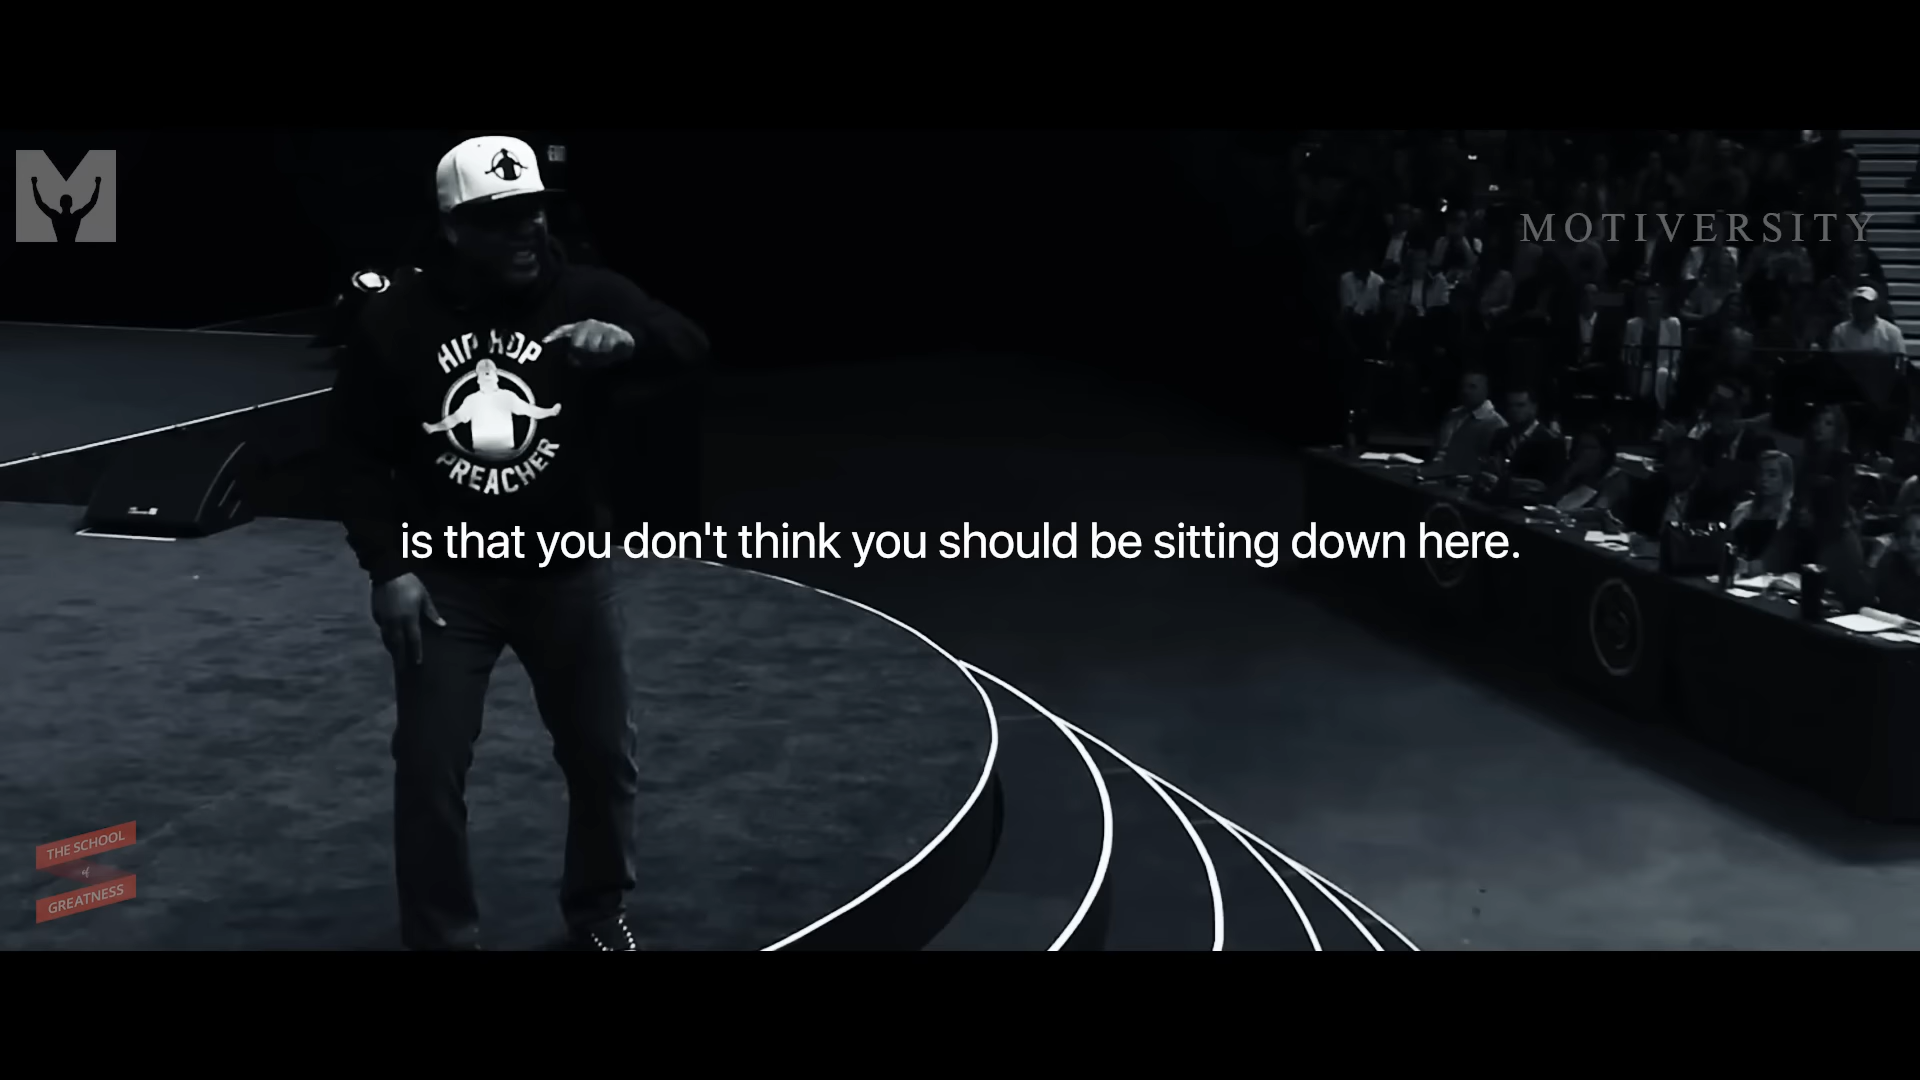 MOTIVERSITY
HIP HOP
PREACHER
is that you don't think you should be sitting down here.
THE SCHOOL
of
GREATNESS